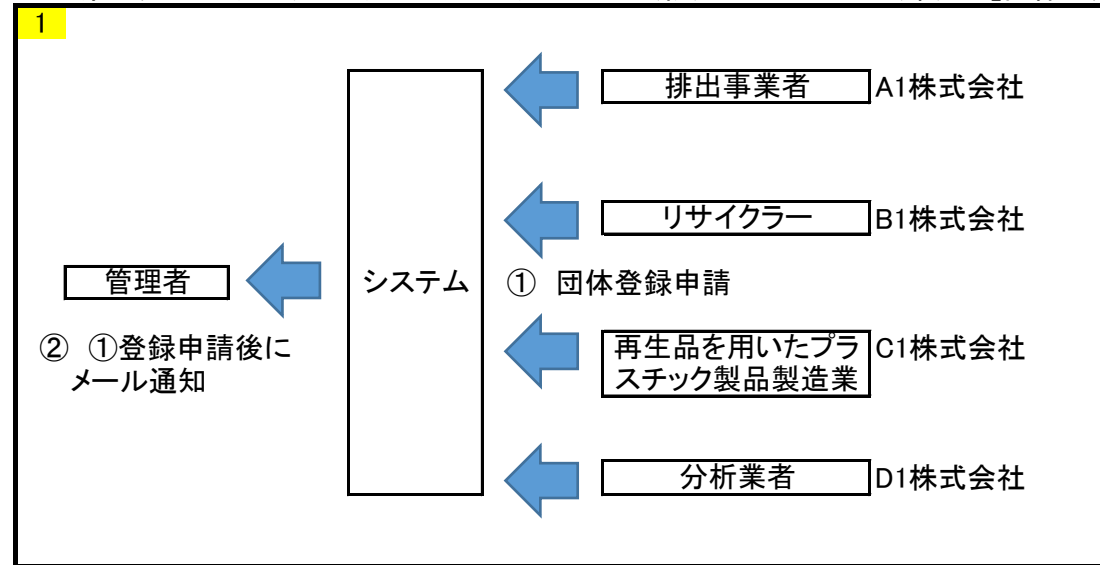 1
排出事業者 A1株式会社
リサイクラー B1株式会社
管理者
システム
① 団体登録申請
② ①登録申請後に
メール通知
再生品を用いたプラ
スチック製品製造業
C1株式会社
分析業者 D1株式会社